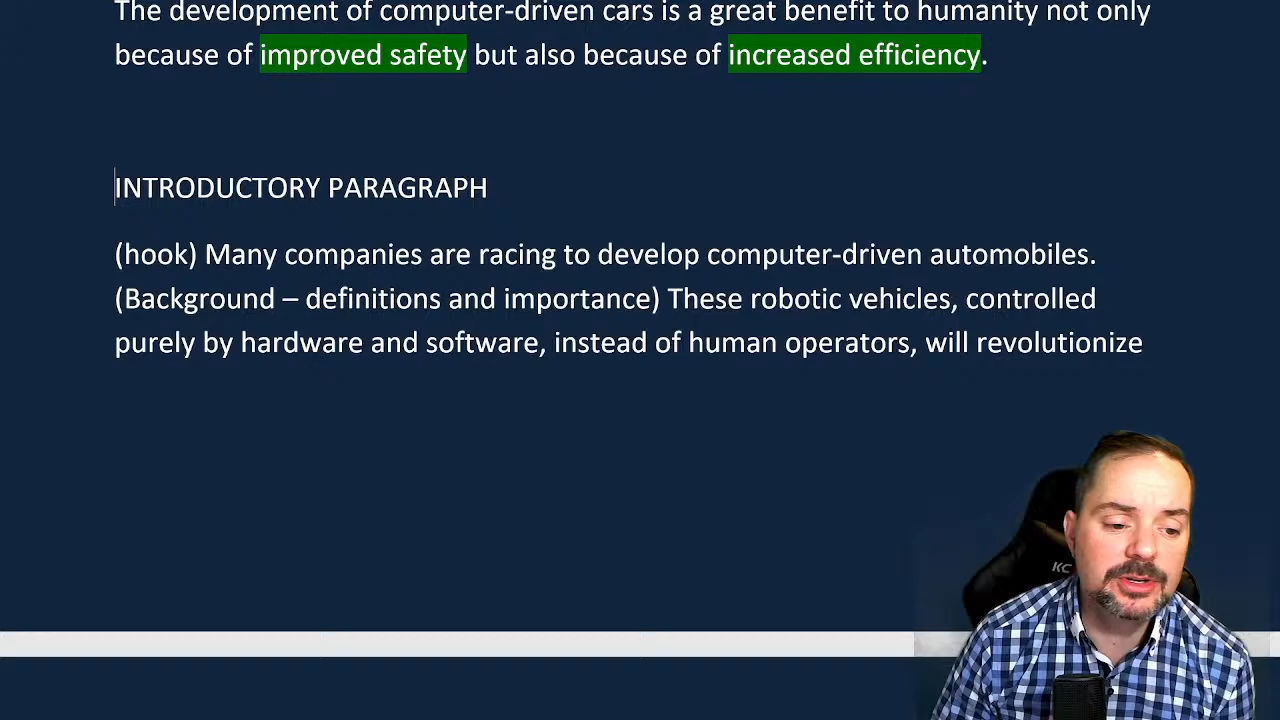 The development of computer-driven cars is a great benefit to humanity not only
because of improved safety but also because of increased efficiency.
INTRODUCTORY PARAGRAPH
(hook) Many companies are racing to develop computer-driven automobiles.
(Background – definitions and importance) These robotic vehicles, controlled
purely by hardware and software, instead of human operators, will revolutionize
KC